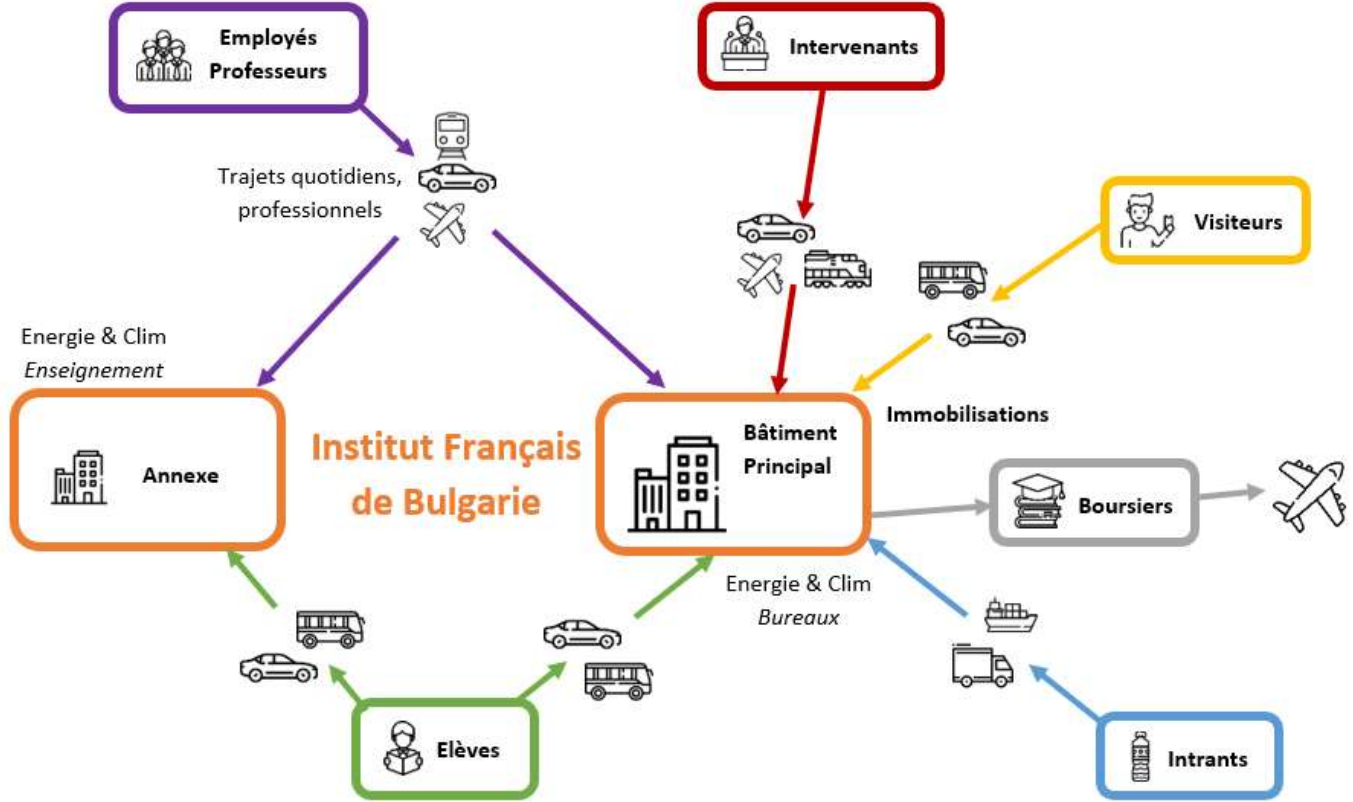 Employés
Professeurs
Intervenants
Trajets quotidiens,
professionnels
Visiteurs
Energie & Clim
Enseignement
Annexe
Institut Français
de Bulgarie
Bâtiment
Principal
Immobilisations
Boursiers
Energie & Clim
Bureaux
Elèves
Intrants